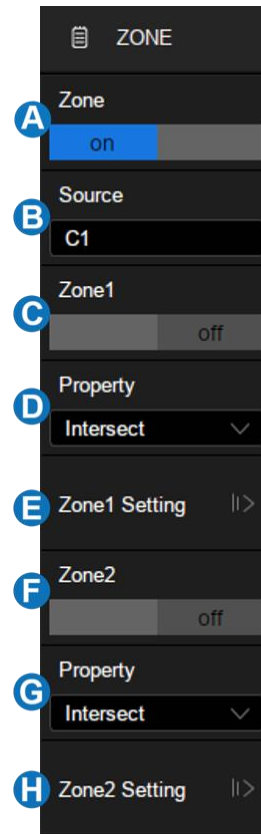 ZONE
A
Zone
on
B
Source
C1
C
Zone1
off
D
Property
Intersect
E
Zone1 Setting
F
Zone2
off
G
Property
Intersect
H
Zone2 Setting